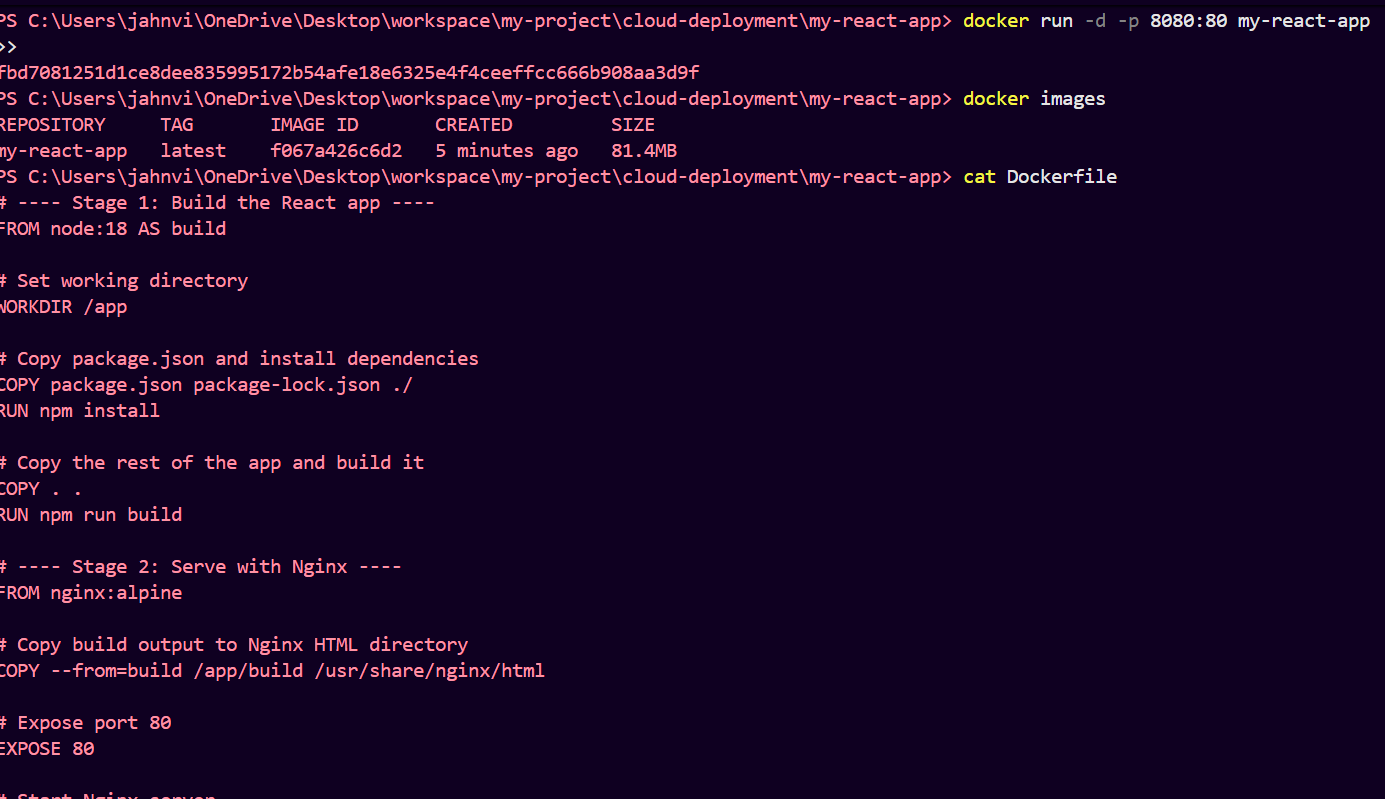 PS C:\Users\jahnvi\OneDrive\Desktop\workspace\my-project\cloud-deployment\my-react-app> docker run -d -p 8080:80 my-react-app
>>
fbd7081251d1ce8dee835995172b54afe18e6325e4f4ceeffcc666b908aa3d9f
PS C:\Users\jahnvi\OneDrive\Desktop\workspace\my-project\cloud-deployment\my-react-app> docker images
REPOSITORY     TAG       IMAGE ID       CREATED         SIZE
my-react-app   latest    f067a426c6d2   5 minutes ago   81.4MB
PS C:\Users\jahnvi\OneDrive\Desktop\workspace\my-project\cloud-deployment\my-react-app> cat Dockerfile
# ---- Stage 1: Build the React app ----
FROM node:18 AS build
# Set working directory
WORKDIR /app
# Copy package.json and install dependencies
COPY package.json package-lock.json ./
RUN npm install
# Copy the rest of the app and build it
COPY . .
RUN npm run build
# ---- Stage 2: Serve with Nginx ----
FROM nginx:alpine
# Copy build output to Nginx HTML directory
COPY --from=build /app/build /usr/share/nginx/html
# Expose port 80
EXPOSE 80
# Start Nginx server